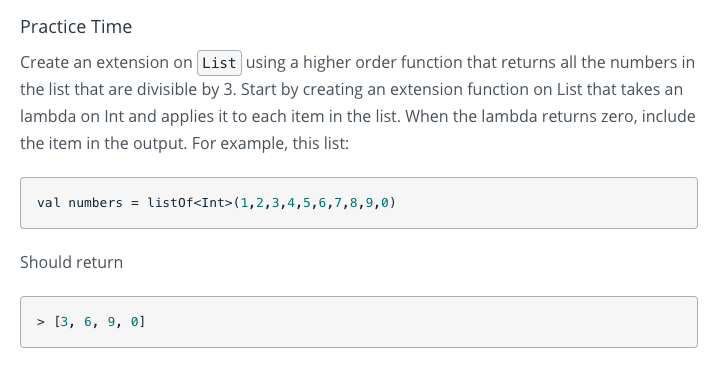 Practice Time
Create an extension on List using a higher order function that returns all the numbers in
the list that are divisible by 3. Start by creating an extension function on List that takes an
lambda on Int and applies it to each item in the list. When the lambda returns zero, include
the item in the output. For example, this list:
val numbers = listOf<Int>(1,2,3,4,5,6,7,8,9,0)
Should return
> [3, 6, 9, 0]